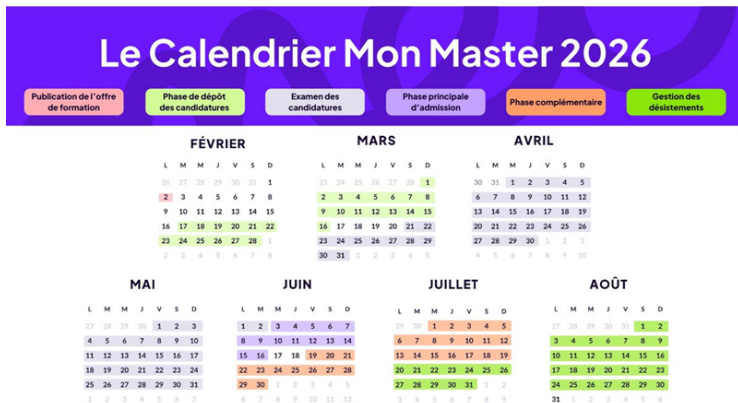 Le Calendrier Mon Master 2026
Publication de l'offre
de formation
Phase de dépôt
des candidatures
Examen des
candidatures
Phase principale
d'admission
Phase complémentaire
Gestion des
désistements
FÉVRIER
L M M J V S D
26 27 28 29 30 31 1
2 3 4 5 6 7 8
9 10 11 12 13 14 15
16 17 18 19 20 21 22
23 24 25 26 27 28 1
2 3 4 5 6 7 8
MARS
L M M J V S D
23 24 25 26 27 28 1
2 3 4 5 6 7 8
9 10 11 12 13 14 15
16 17 18 19 20 21 22
23 24 25 26 27 28 29
30 31 1 2 3 4 5
AVRIL
L M M J V S D
30 31 1 2 3 4 5
6 7 8 9 10 11 12
13 14 15 16 17 18 19
20 21 22 23 24 25 26
27 28 29 30 1 2 3
4 5 6 7 8 9 10
MAI
L M M J V S D
27 28 29 30 1 2 3
4 5 6 7 8 9 10
11 12 13 14 15 16 17
18 19 20 21 22 23 24
25 26 27 28 29 30 31
1 2 3 4 5 6 7
JUIN
L M M J V S D
1 2 3 4 5 6 7
8 9 10 11 12 13 14
15 16 17 18 19 20 21
22 23 24 25 26 27 28
29 30 1 2 3 4 5
6 7 8 9 10 11 12
JUILLET
L M M J V S D
29 30 1 2 3 4 5
6 7 8 9 10 11 12
13 14 15 16 17 18 19
20 21 22 23 24 25 26
27 28 29 30 31 1 2
3 4 5 6 7 8 9
AOÛT
L M M J V S D
27 28 29 30 31 1 2
3 4 5 6 7 8 9
10 11 12 13 14 15 16
17 18 19 20 21 22 23
24 25 26 27 28 29 30
31 1 2 3 4 5 6